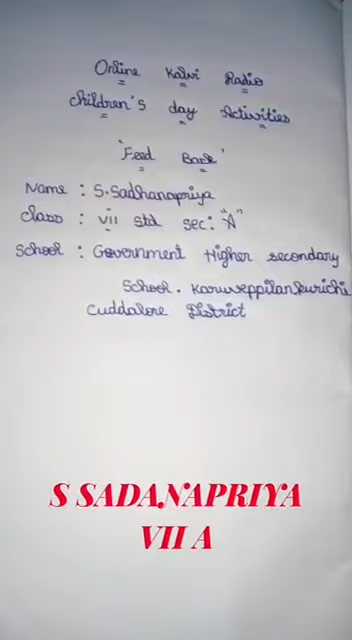 Online Kalvi Radio
Children's day Activities
'Feed Back'
Name : S.Sadhanapriya
class : vii std sec: "A"
School : Government Higher secondary
School. Karuveppilankurichi
Cuddalore District
S SADANAPRIYA
VII A